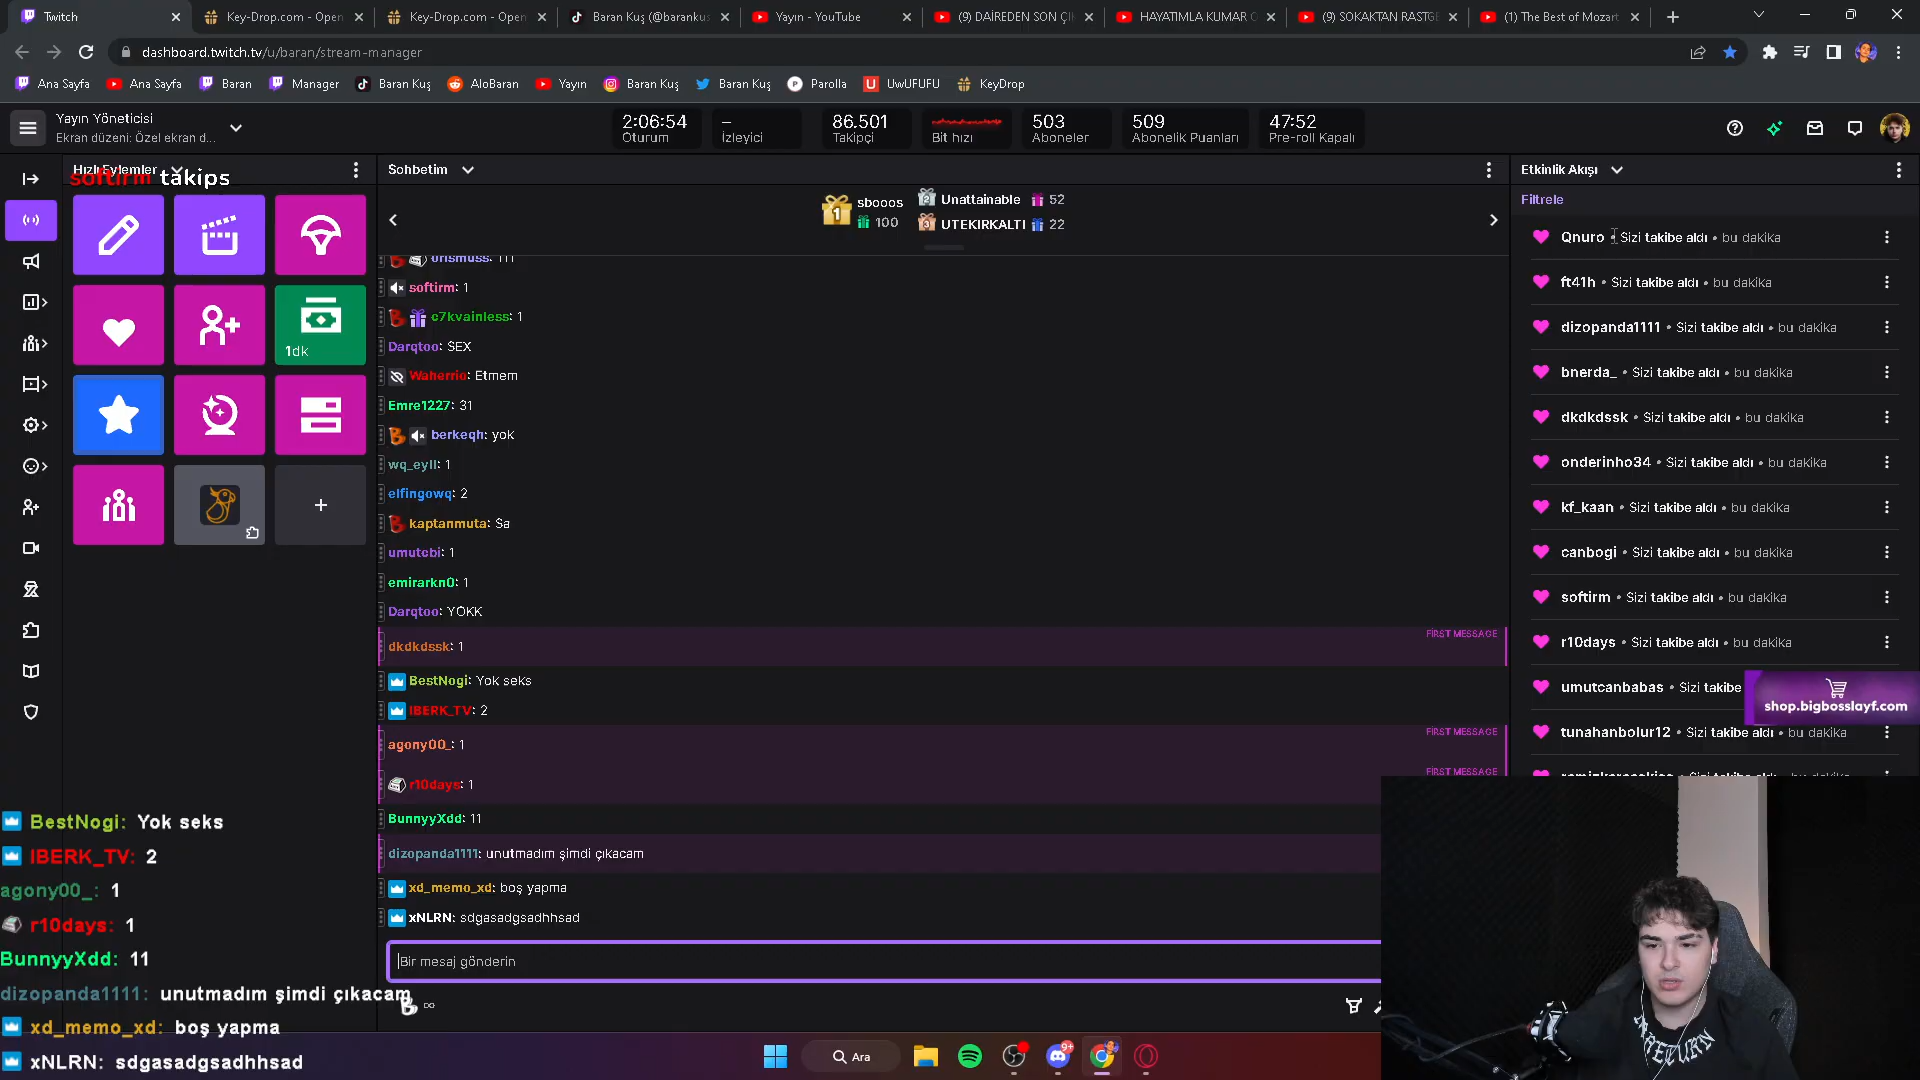 Twitch
Key-Drop.com - Open
Key-Drop.com - Open
Baran Kuş (@barankus
Yayın - YouTube
(9) DAİREDEN SON ÇI
HAYATIMLA KUMAR
(9) SOKAKTAN RASTG
(1) The Best of Mozart
dashboard.twitch.tv/u/baran/stream-manager
Ana Sayfa
Ana Sayfa
Baran
Manager
Baran Kuş
AloBaran
Yayın
Baran Kuş
Baran Kuş
Parolla
UwUFUFU
KeyDrop
Yayın Yöneticisi
Ekran düzeni: Özel ekran d...
2:06:54
Oturum
–
İzleyici
86.501
Takipçi
Bit hızı
503
Aboneler
509
Abonelik Puanları
47:52
Pre-roll Kapalı
Hızlı Eylemler
softirm takips
1dk
Sohbetim
1 sbooos
100
2 Unattainable 52
3 UTEKIRKALTI 22
orismuss: 111
softirm: 1
c7kvainless: 1
Darqtoo: SEX
Waherrio: Etmem
Emre1227: 31
berkeqh: yok
wq_eyll: 1
elfingowq: 2
kaptanmuta: Sa
umutcbi: 1
emirarkn0: 1
Darqtoo: YOKK
FIRST MESSAGE
dkdkdssk: 1
BestNogi: Yok seks
IBERK_TV: 2
FIRST MESSAGE
agony00_: 1
FIRST MESSAGE
r10days: 1
BunnyyXdd: 11
dizopanda1111: unutmadım şimdi çıkacam
xd_memo_xd: boş yapma
xNLRN: sdgasadgsadhhsad
Bir mesaj gönderin
∞
Etkinlik Akışı
Filtrele
Qnuro • Sizi takibe aldı • bu dakika
ft41h • Sizi takibe aldı • bu dakika
dizopanda1111 • Sizi takibe aldı • bu dakika
bnerda_ • Sizi takibe aldı • bu dakika
dkdkdssk • Sizi takibe aldı • bu dakika
onderinho34 • Sizi takibe aldı • bu dakika
kf_kaan • Sizi takibe aldı • bu dakika
canbogi • Sizi takibe aldı • bu dakika
softirm • Sizi takibe aldı • bu dakika
r10days • Sizi takibe aldı • bu dakika
umutcanbabas • Sizi takibe
tunahanbolur12 • Sizi takibe aldı • bu dakika
shop.bigbosslayf.com
BestNogi: Yok seks
IBERK_TV: 2
agony00_: 1
r10days: 1
BunnyyXdd: 11
dizopanda1111: unutmadım şimdi çıkacam
xd_memo_xd: boş yapma
xNLRN: sdgasadgsadhhsad
Ara
9+